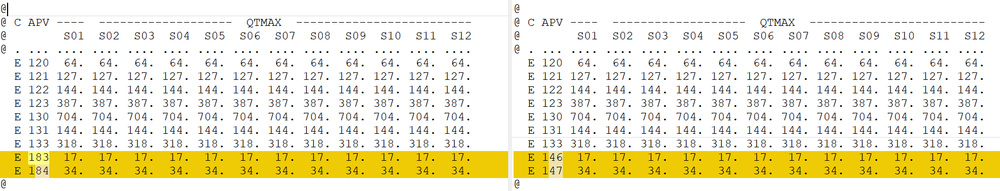 @
@ C APV ----  -------------------  QTMAX  -------------------------
@        S01  S02  S03  S04  S05  S06  S07  S08  S09  S10  S11  S12
@ . ... .... .... .... .... .... .... .... .... .... .... .... ....
  E 120  64.  64.  64.  64.  64.  64.  64.  64.  64.  64.  64.  64.
  E 121 127. 127. 127. 127. 127. 127. 127. 127. 127. 127. 127. 127.
  E 122 144. 144. 144. 144. 144. 144. 144. 144. 144. 144. 144. 144.
  E 123 387. 387. 387. 387. 387. 387. 387. 387. 387. 387. 387. 387.
  E 130 704. 704. 704. 704. 704. 704. 704. 704. 704. 704. 704. 704.
  E 131 144. 144. 144. 144. 144. 144. 144. 144. 144. 144. 144. 144.
  E 133 318. 318. 318. 318. 318. 318. 318. 318. 318. 318. 318. 318.
  E 183  17.  17.  17.  17.  17.  17.  17.  17.  17.  17.  17.  17.
  E 184  34.  34.  34.  34.  34.  34.  34.  34.  34.  34.  34.  34.
@
@
@ C APV ----  -------------------  QTMAX  -------------------------
@        S01  S02  S03  S04  S05  S06  S07  S08  S09  S10  S11  S12
@ . ... .... .... .... .... .... .... .... .... .... .... .... ....
  E 120  64.  64.  64.  64.  64.  64.  64.  64.  64.  64.  64.  64.
  E 121 127. 127. 127. 127. 127. 127. 127. 127. 127. 127. 127. 127.
  E 122 144. 144. 144. 144. 144. 144. 144. 144. 144. 144. 144. 144.
  E 123 387. 387. 387. 387. 387. 387. 387. 387. 387. 387. 387. 387.
  E 130 704. 704. 704. 704. 704. 704. 704. 704. 704. 704. 704. 704.
  E 131 144. 144. 144. 144. 144. 144. 144. 144. 144. 144. 144. 144.
  E 133 318. 318. 318. 318. 318. 318. 318. 318. 318. 318. 318. 318.
  E 146  17.  17.  17.  17.  17.  17.  17.  17.  17.  17.  17.  17.
  E 147  34.  34.  34.  34.  34.  34.  34.  34.  34.  34.  34.  34.
@